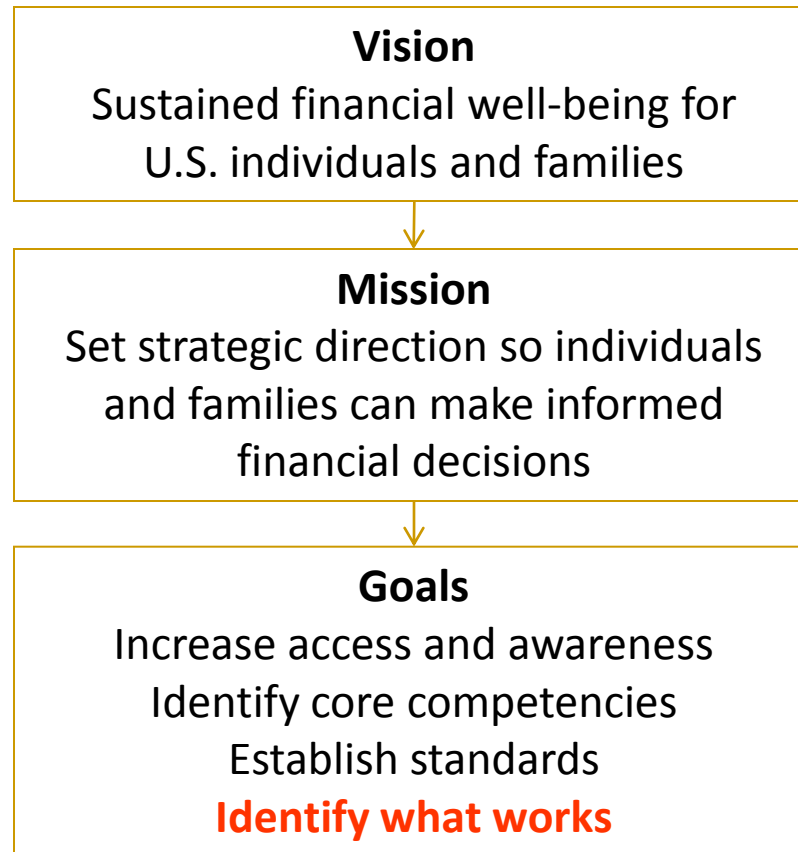 Vision
Sustained financial well-being for
U.S. individuals and families
Mission
Set strategic direction so individuals
and families can make informed
financial decisions
Goals
Increase access and awareness
Identify core competencies
Establish standards
Identify what works